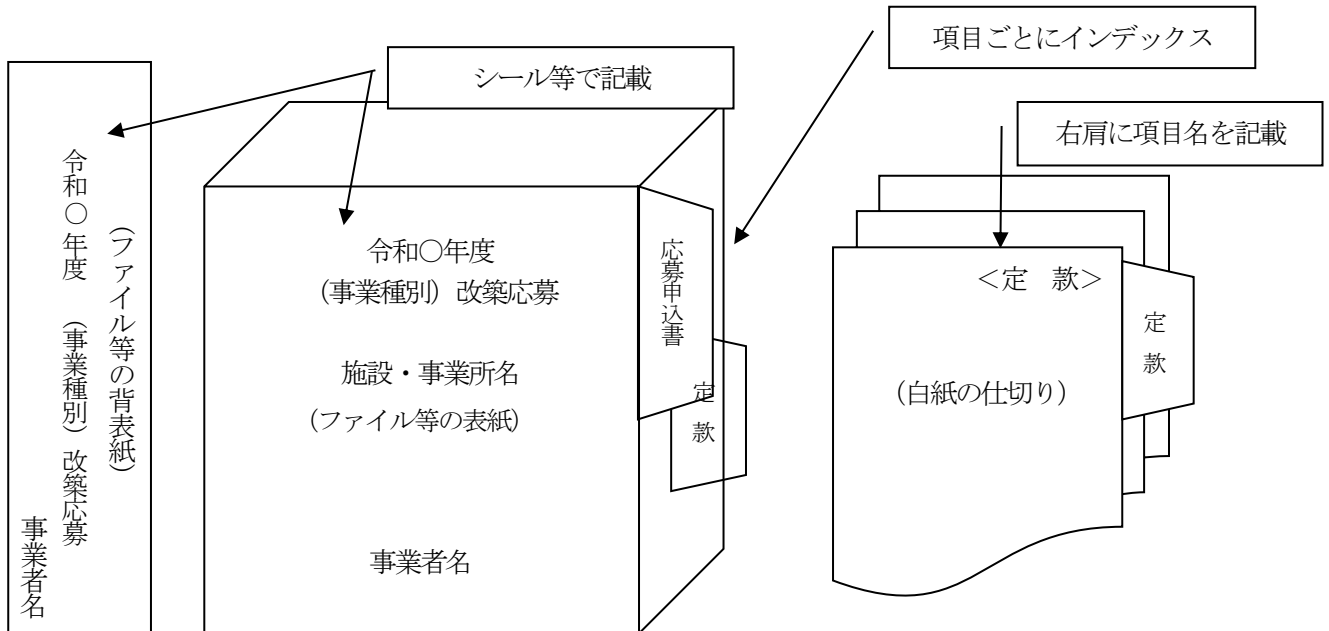 項目ごとにインデックス
シール等で記載
右肩に項目名を記載
(ファイル等の背表紙)
令和○年度 (事業種別) 改築応募
事業者名
令和○年度
(事業種別) 改築応募
施設・事業所名
(ファイル等の表紙)
事業者名
応募申込書
定款
<定 款>
(白紙の仕切り)
定款